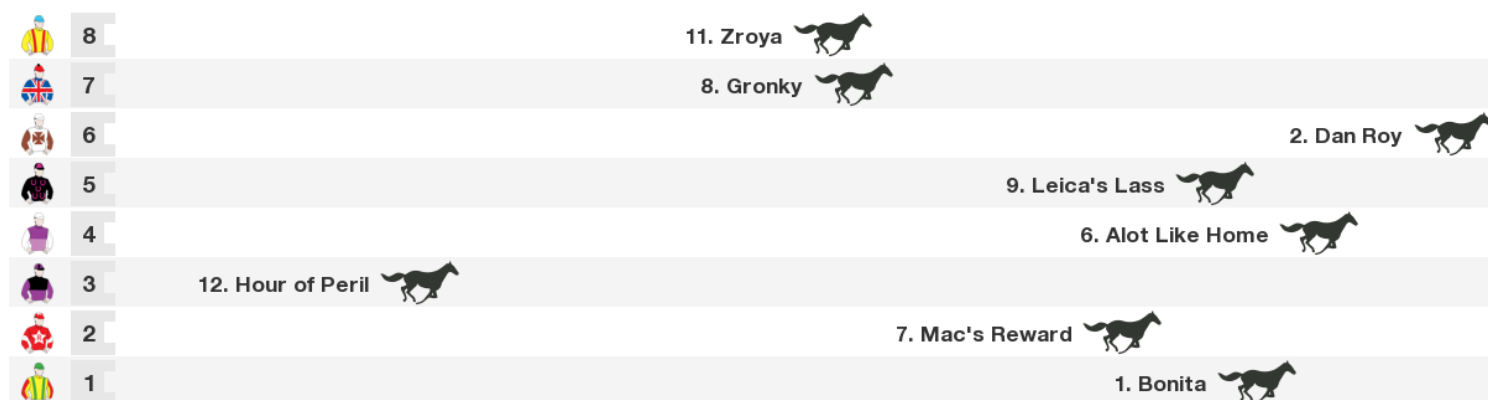 8 11. Zroya
7 8. Gronky
6 2. Dan Roy
5 9. Leica's Lass
4 6. Alot Like Home
3 12. Hour of Peril
2 7. Mac's Reward
1 1. Bonita